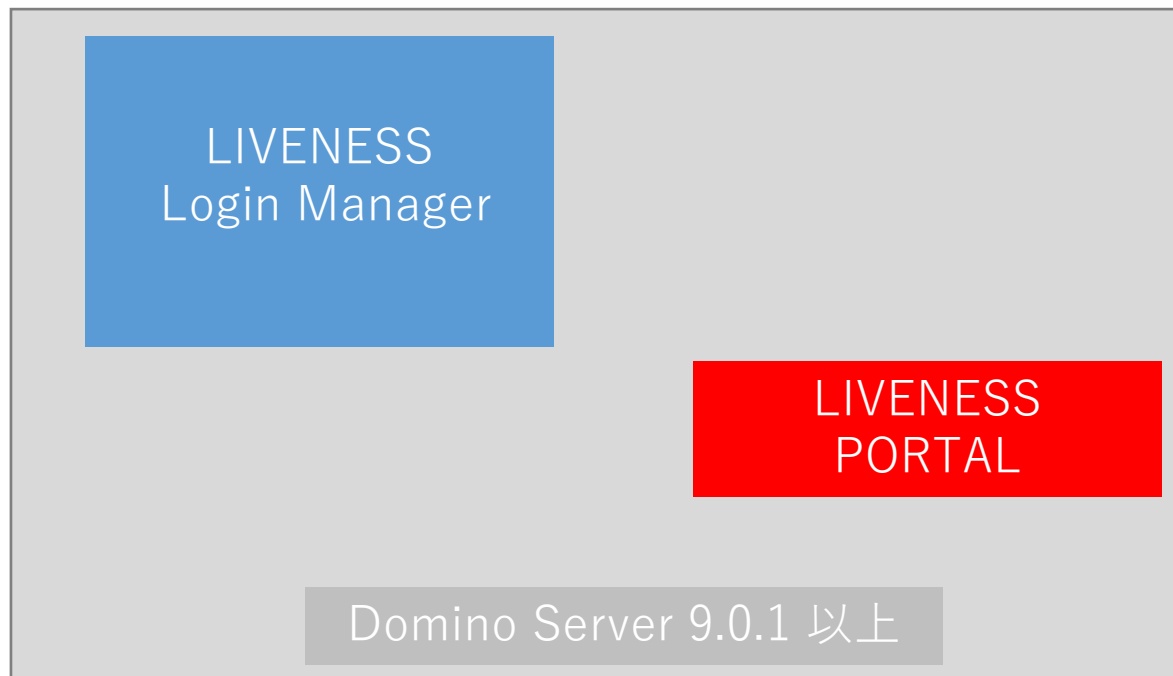 LIVENESS
Login Manager
LIVENESS
PORTAL
Domino Server 9.0.1 以上